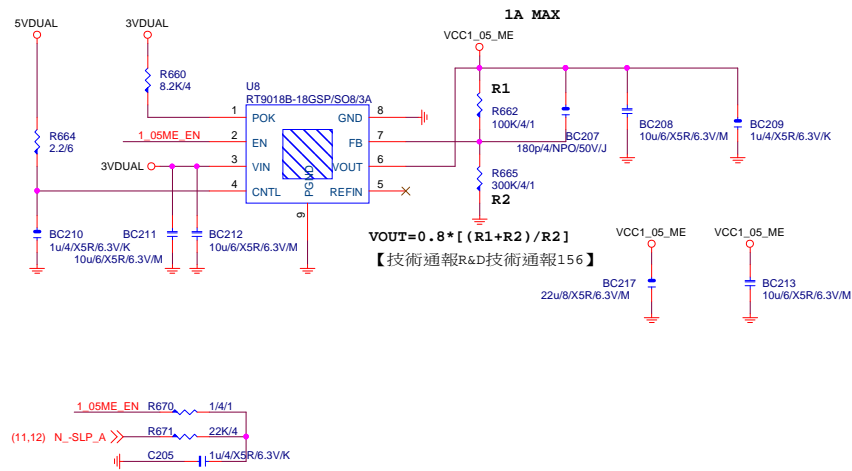 1A MAX
5VDUAL
3VDUAL
VCC1_05_ME
R660
8.2K/4
U8
RT9018B-18GSP/SO8/3A
R1
1 POK
GND 8
R662
100K/4/1
BC208
10u/6/X5R/6.3V/M
BC209
1u/4/X5R/6.3V/K
R664
2.2/6
1_05ME_EN
2 EN
FB 7
BC207
180p/4/NPO/50V/J
3VDUAL
3 VIN
VOUT 6
4 CNTL
REFIN 5
R665
300K/4/1
R2
PGND
9
BC210
1u/4/X5R/6.3V/K
BC211
10u/6/X5R/6.3V/M
BC212
10u/6/X5R/6.3V/M
VOUT=0.8*[(R1+R2)/R2]
【技術通報R&D技術通報156】
VCC1_05_ME
VCC1_05_ME
BC217
22u/8/X5R/6.3V/M
BC213
10u/6/X5R/6.3V/M
1_05ME_EN R670 1/4/1
(11,12) N_-SLP_A R671 22K/4
C205 1u/4/X5R/6.3V/K